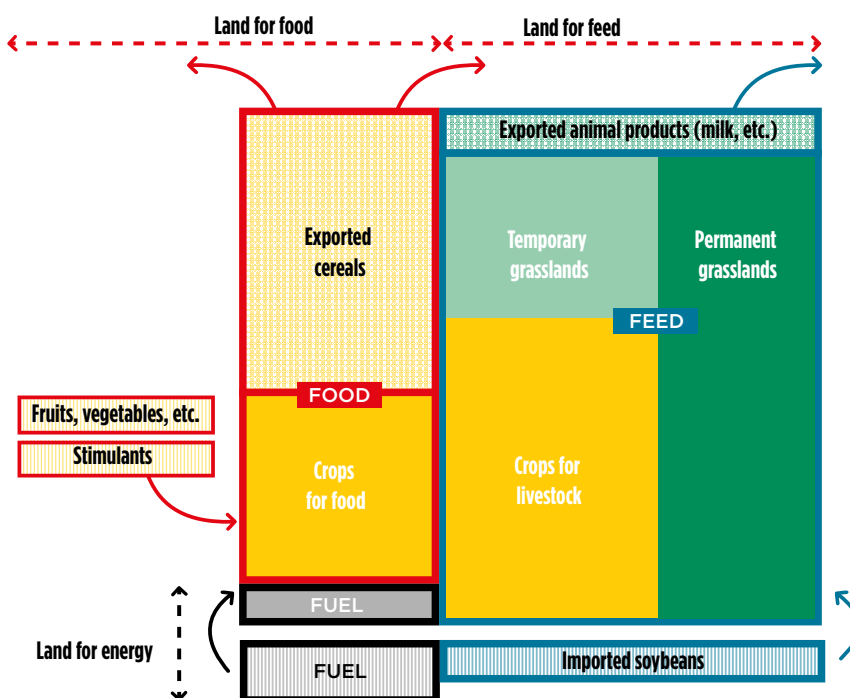 Land for food
Land for feed
Exported animal products (milk, etc.)
Exported
cereals
Temporary
grasslands
Permanent
grasslands
FEED
FOOD
Fruits, vegetables, etc.
Stimulants
Crops
for food
Crops for
livestock
FUEL
Land for energy
FUEL
Imported soybeans